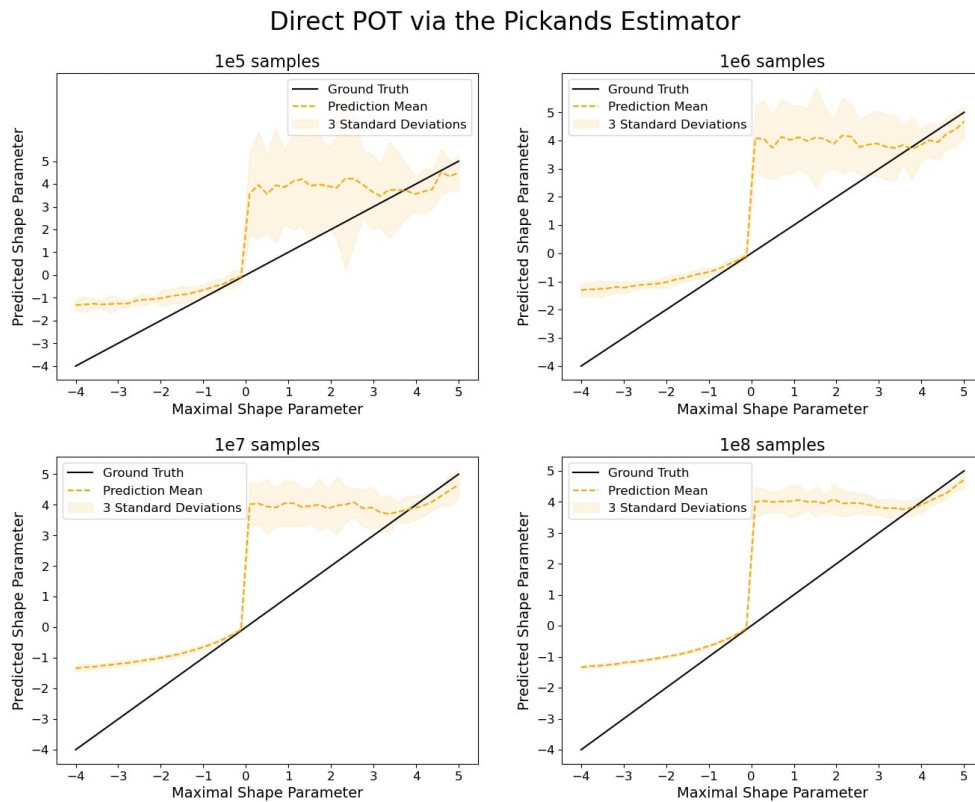 Direct POT via the Pickands Estimator
1e5 samples
Ground Truth
Prediction Mean
3 Standard Deviations
Predicted Shape Parameter
5
4
3
2
1
0
−1
−2
−3
−4
−4 −3 −2 −1 0 1 2 3 4 5
Maximal Shape Parameter
1e6 samples
Ground Truth
Prediction Mean
3 Standard Deviations
Predicted Shape Parameter
5
4
3
2
1
0
−1
−2
−3
−4
−4 −3 −2 −1 0 1 2 3 4 5
Maximal Shape Parameter
1e7 samples
Ground Truth
Prediction Mean
3 Standard Deviations
Predicted Shape Parameter
5
4
3
2
1
0
−1
−2
−3
−4
−4 −3 −2 −1 0 1 2 3 4 5
Maximal Shape Parameter
1e8 samples
Ground Truth
Prediction Mean
3 Standard Deviations
Predicted Shape Parameter
5
4
3
2
1
0
−1
−2
−3
−4
−4 −3 −2 −1 0 1 2 3 4 5
Maximal Shape Parameter